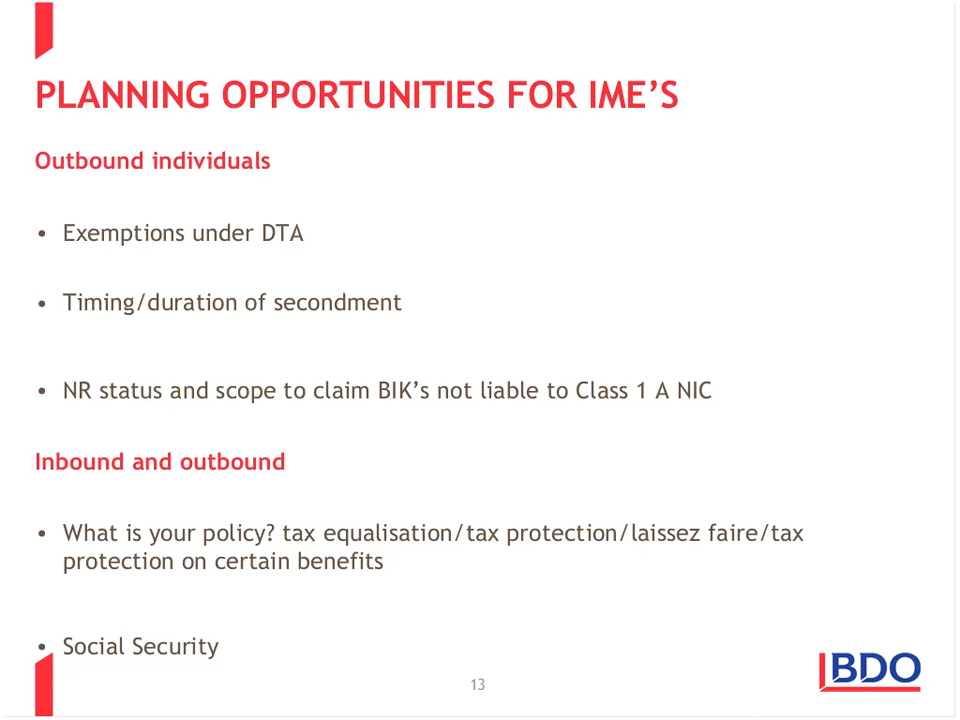 PLANNING OPPORTUNITIES FOR IME’S
Outbound individuals
• Exemptions under DTA
• Timing/duration of secondment
• NR status and scope to claim BIK’s not liable to Class 1 A NIC
Inbound and outbound
• What is your policy? tax equalisation/tax protection/laissez faire/tax
protection on certain benefits
• Social Security
13
BDO